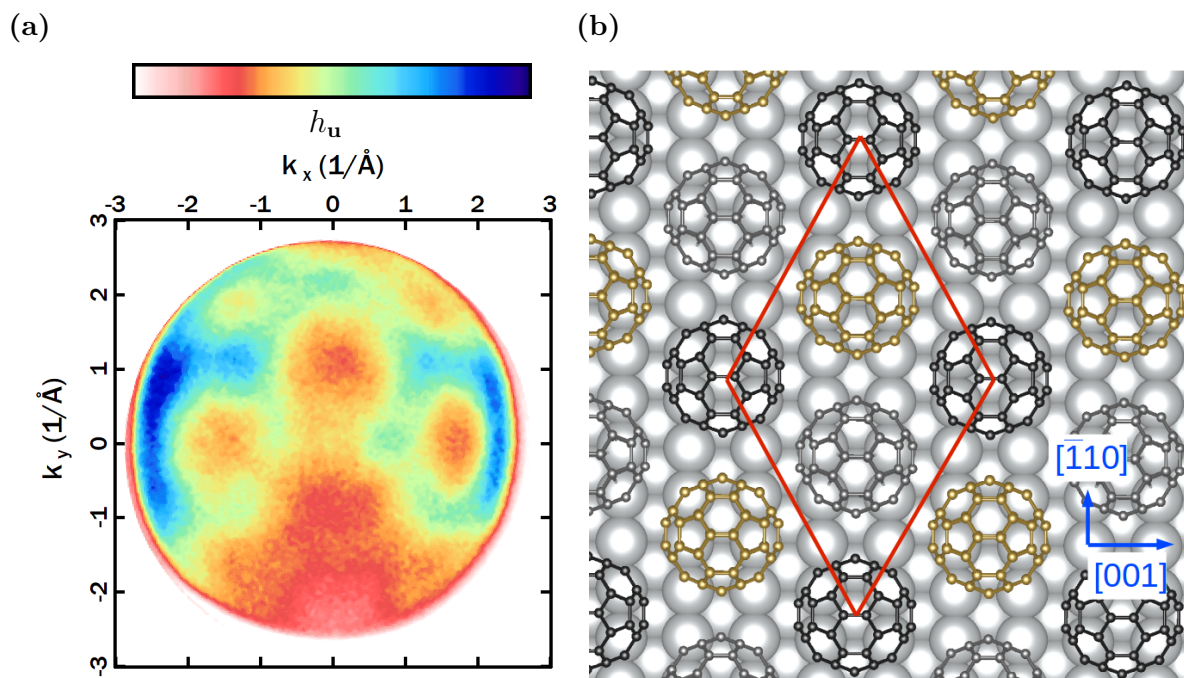 (a)
h_u
k_x (1/Å)
-3 -2 -1 0 1 2 3
k_y (1/Å)
3
2
1
0
-1
-2
-3
(b)
[1̅10]
[001]